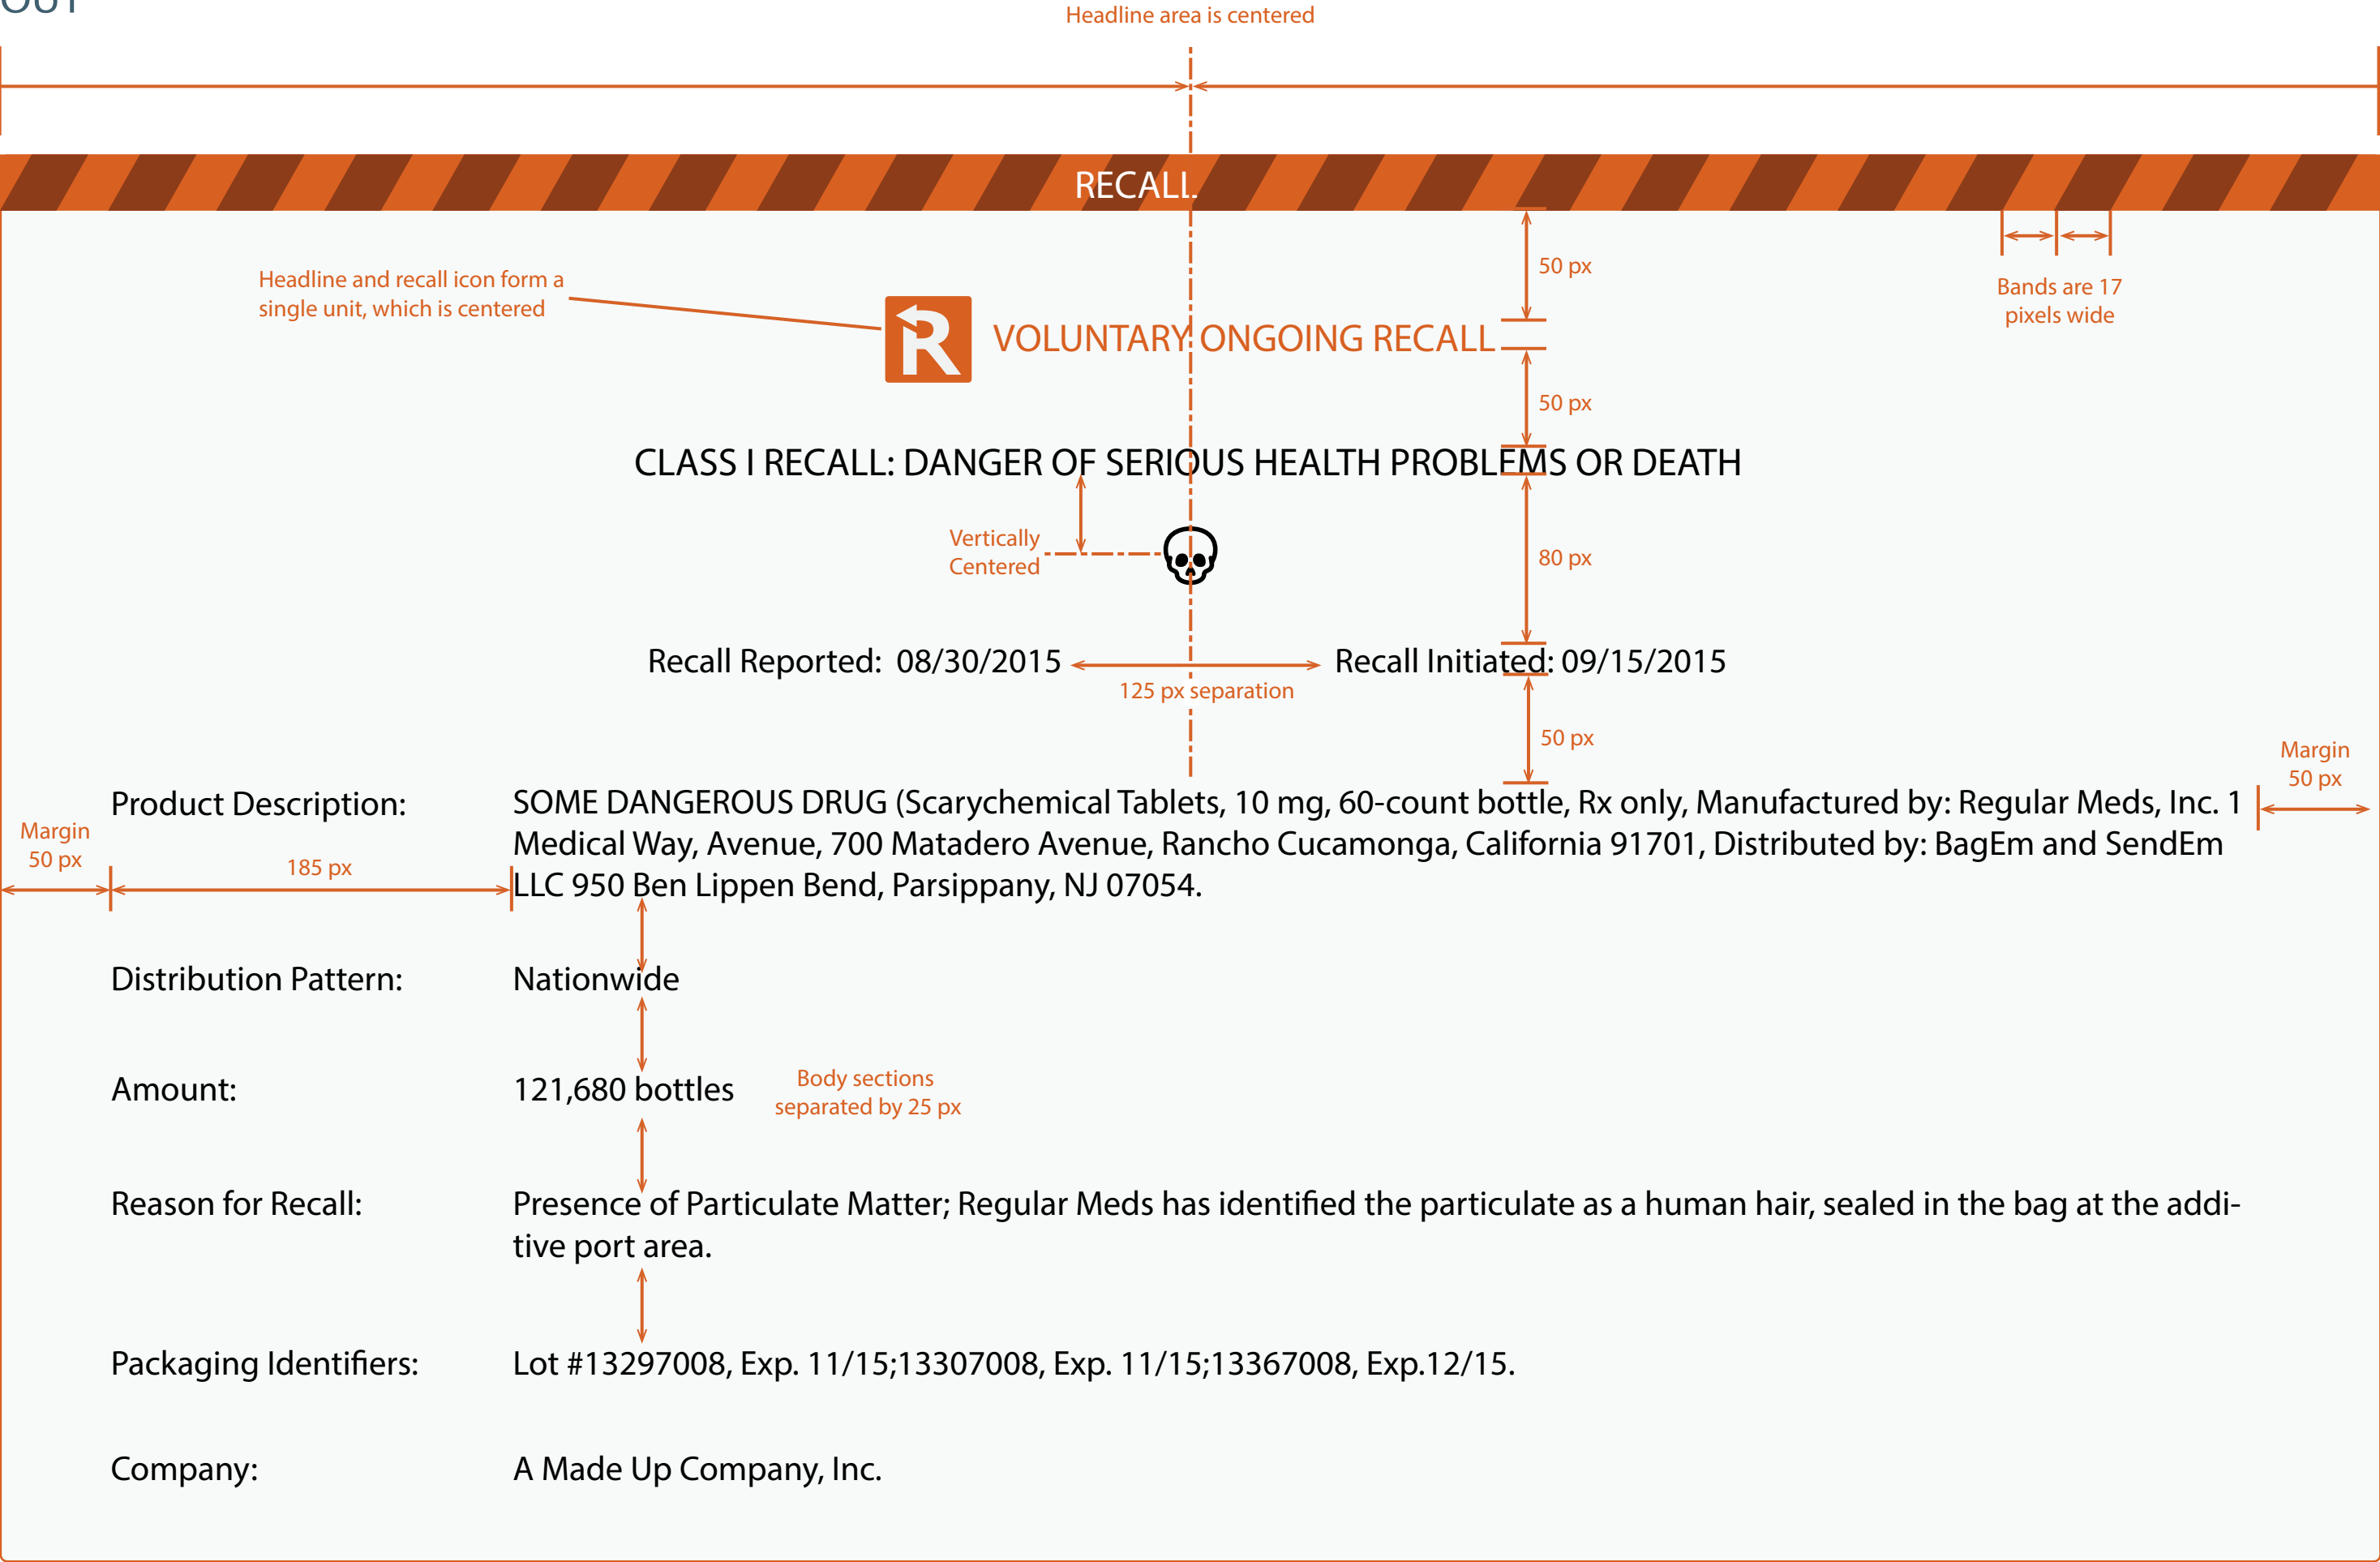 OUT
Headline area is centered
RECALL
50 px
Headline and recall icon form a
single unit, which is centered
Bands are 17
pixels wide
R VOLUNTARY ONGOING RECALL
50 px
CLASS I RECALL: DANGER OF SERIOUS HEALTH PROBLEMS OR DEATH
Vertically
Centered
80 px
Recall Reported: 08/30/2015 Recall Initiated: 09/15/2015
125 px separation
50 px
Margin
50 px
Product Description: SOME DANGEROUS DRUG (Scarychemical Tablets, 10 mg, 60-count bottle, Rx only, Manufactured by: Regular Meds, Inc. 1
Medical Way, Avenue, 700 Matadero Avenue, Rancho Cucamonga, California 91701, Distributed by: BagEm and SendEm
LLC 950 Ben Lippen Bend, Parsippany, NJ 07054.
Margin
50 px
185 px
Distribution Pattern: Nationwide
Amount: 121,680 bottles
Body sections
separated by 25 px
Reason for Recall: Presence of Particulate Matter; Regular Meds has identified the particulate as a human hair, sealed in the bag at the addi-
tive port area.
Packaging Identifiers: Lot #13297008, Exp. 11/15;13307008, Exp. 11/15;13367008, Exp.12/15.
Company: A Made Up Company, Inc.